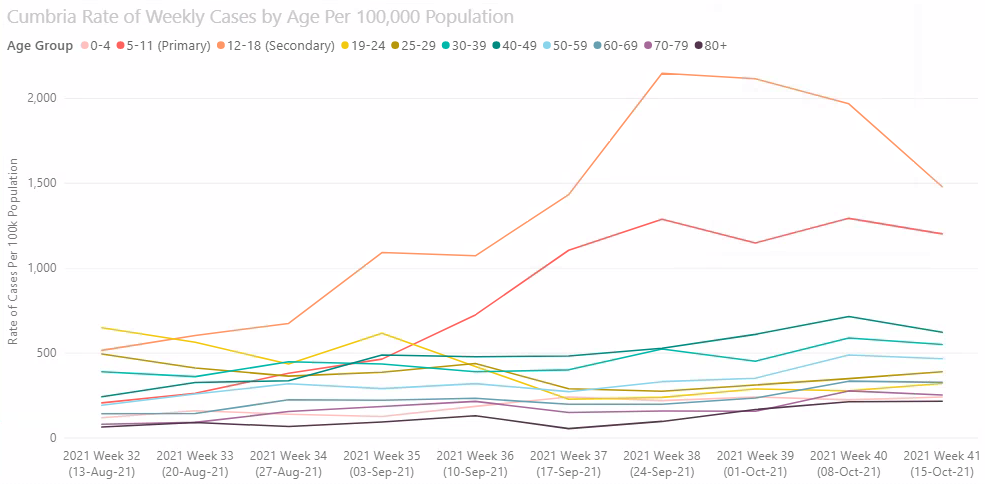 Cumbria Rate of Weekly Cases by Age Per 100,000 Population
Age Group 0-4 5-11 (Primary) 12-18 (Secondary) 19-24 25-29 30-39 40-49 50-59 60-69 70-79 80+
Rate of Cases Per 100k Population
2,000
1,500
1,000
500
0
2021 Week 32 2021 Week 33 2021 Week 34 2021 Week 35 2021 Week 36 2021 Week 37 2021 Week 38 2021 Week 39 2021 Week 40 2021 Week 41
(13-Aug-21) (20-Aug-21) (27-Aug-21) (03-Sep-21) (10-Sep-21) (17-Sep-21) (24-Sep-21) (01-Oct-21) (08-Oct-21) (15-Oct-21)